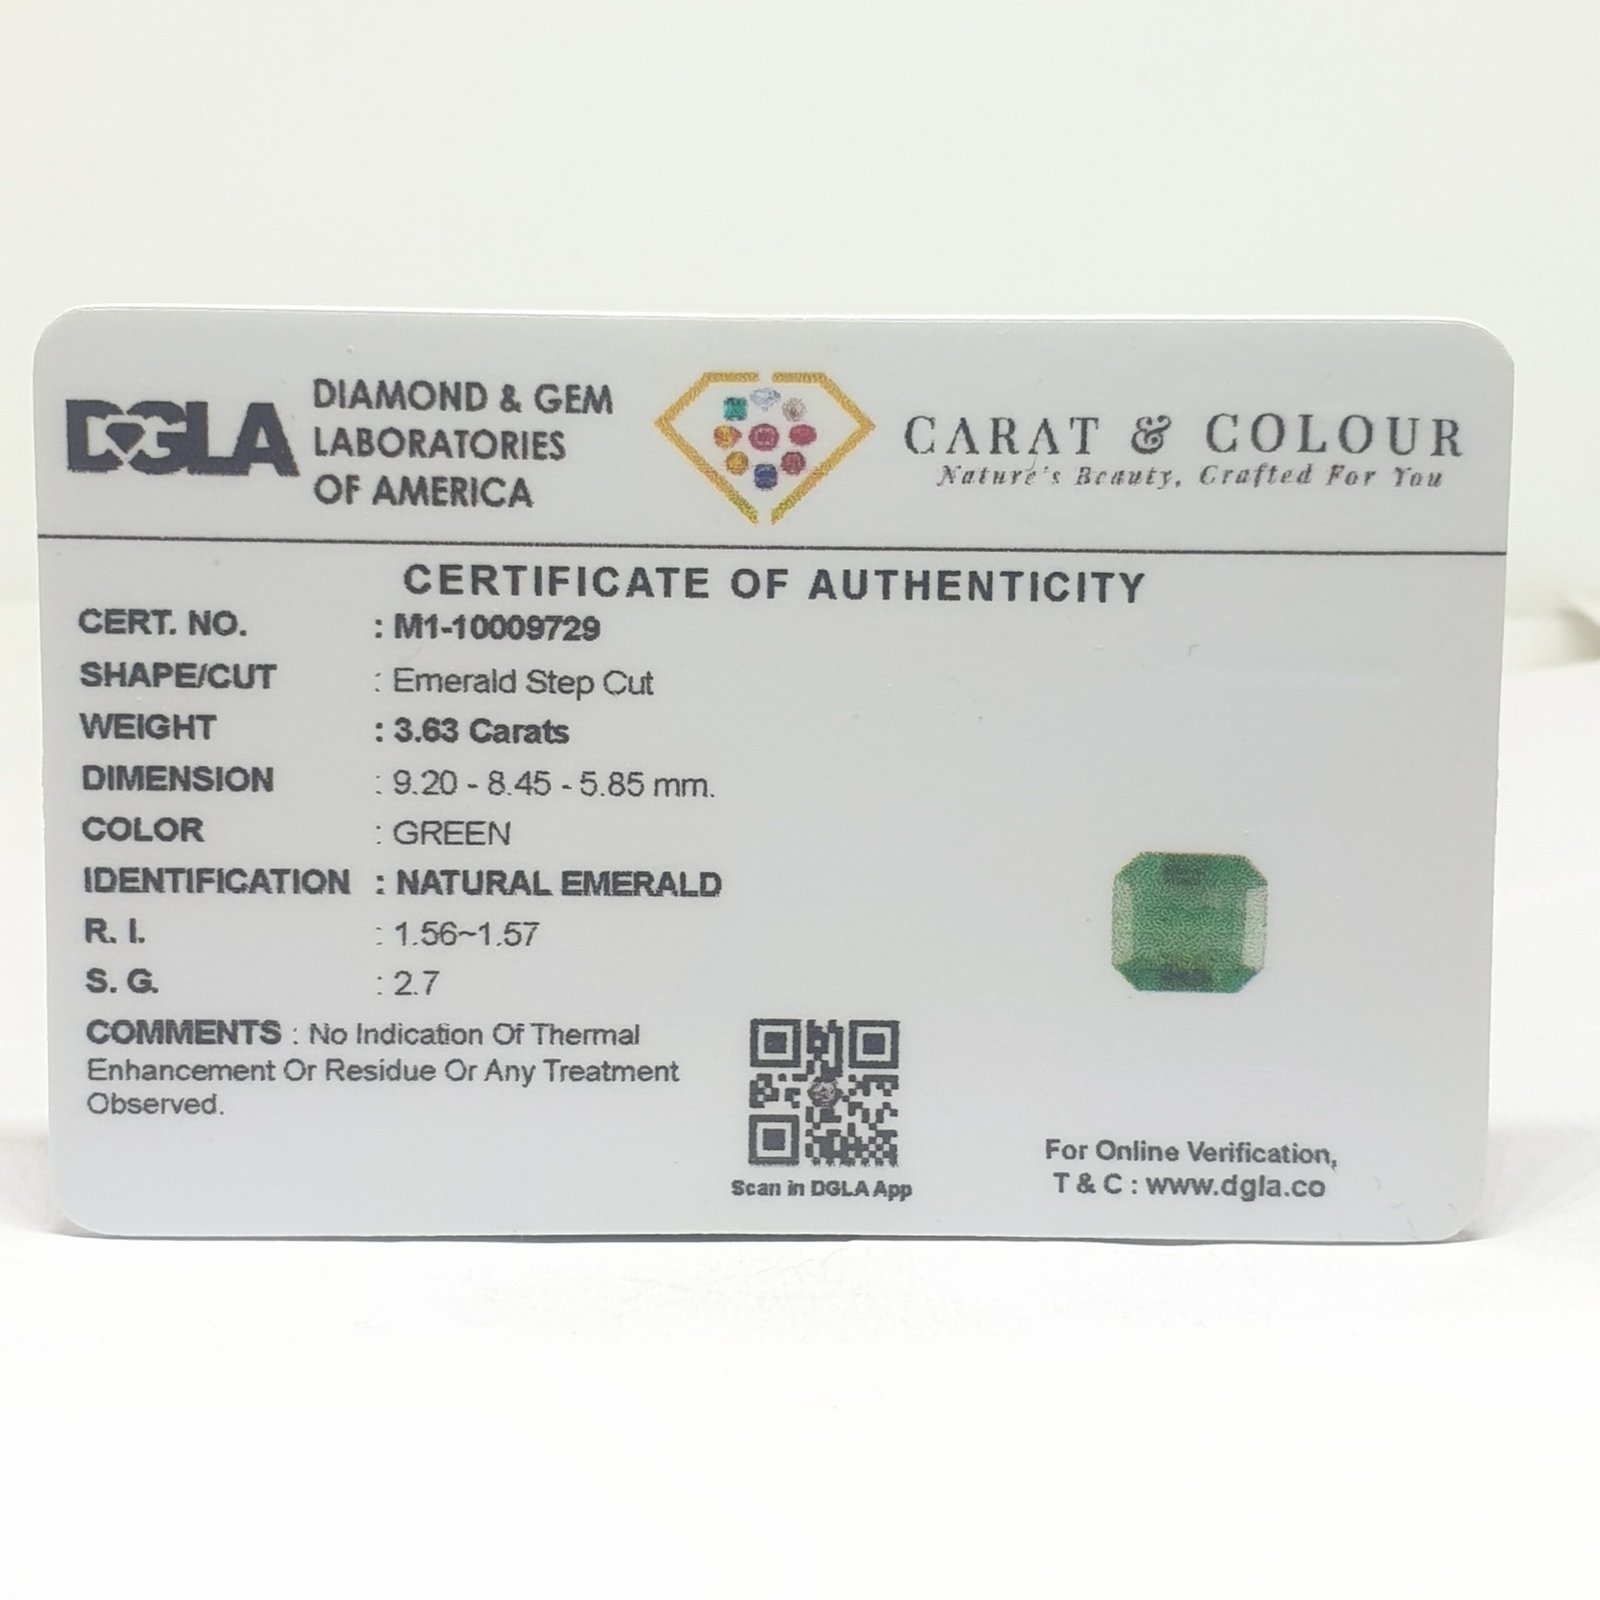 DGLA
DIAMOND & GEM
LABORATORIES
OF AMERICA
CARAT & COLOUR
Nature's Beauty, Crafted For You
CERTIFICATE OF AUTHENTICITY
CERT. NO. : M1-10009729
SHAPE/CUT : Emerald Step Cut
WEIGHT : 3.63 Carats
DIMENSION : 9.20 - 8.45 - 5.85 mm.
COLOR : GREEN
IDENTIFICATION : NATURAL EMERALD
R. I. : 1.56~1.57
S. G. : 2.7
COMMENTS : No Indication Of Thermal
Enhancement Or Residue Or Any Treatment
Observed.
Scan in DGLA App
For Online Verification,
T & C : www.dgla.co